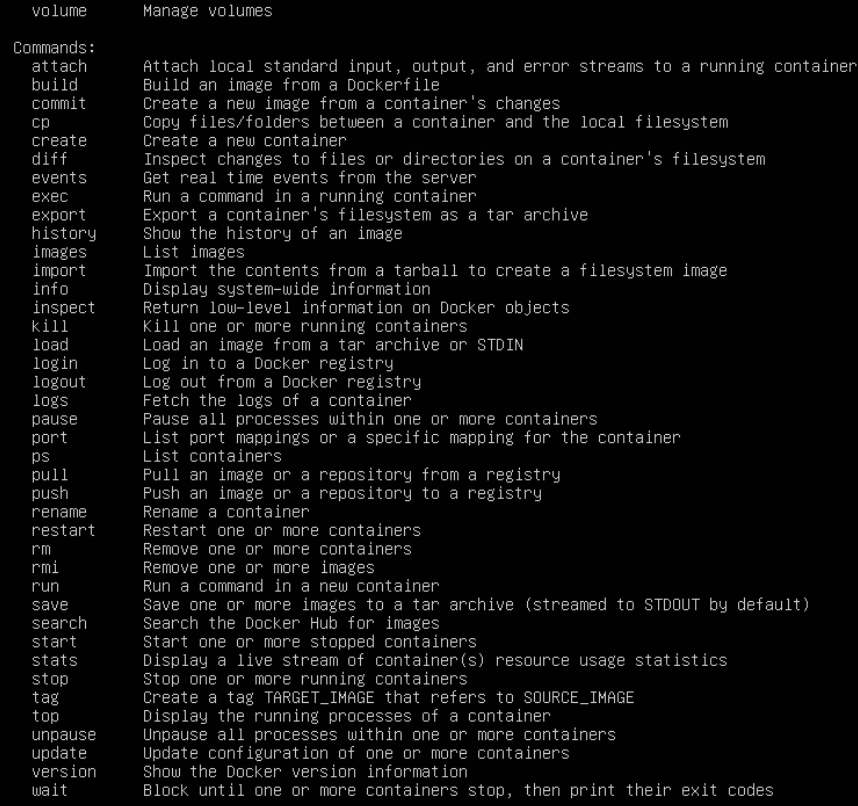 volume      Manage volumes

Commands:
  attach      Attach local standard input, output, and error streams to a running container
  build       Build an image from a Dockerfile
  commit      Create a new image from a container's changes
  cp          Copy files/folders between a container and the local filesystem
  create      Create a new container
  diff        Inspect changes to files or directories on a container's filesystem
  events      Get real time events from the server
  exec        Run a command in a running container
  export      Export a container's filesystem as a tar archive
  history     Show the history of an image
  images      List images
  import      Import the contents from a tarball to create a filesystem image
  info        Display system-wide information
  inspect     Return low-level information on Docker objects
  kill        Kill one or more running containers
  load        Load an image from a tar archive or STDIN
  login       Log in to a Docker registry
  logout      Log out from a Docker registry
  logs        Fetch the logs of a container
  pause       Pause all processes within one or more containers
  port        List port mappings or a specific mapping for the container
  ps          List containers
  pull        Pull an image or a repository from a registry
  push        Push an image or a repository to a registry
  rename      Rename a container
  restart     Restart one or more containers
  rm          Remove one or more containers
  rmi         Remove one or more images
  run         Run a command in a new container
  save        Save one or more images to a tar archive (streamed to STDOUT by default)
  search      Search the Docker Hub for images
  start       Start one or more stopped containers
  stats       Display a live stream of container(s) resource usage statistics
  stop        Stop one or more running containers
  tag         Create a tag TARGET_IMAGE that refers to SOURCE_IMAGE
  top         Display the running processes of a container
  unpause     Unpause all processes within one or more containers
  update      Update configuration of one or more containers
  version     Show the Docker version information
  wait        Block until one or more containers stop, then print their exit codes